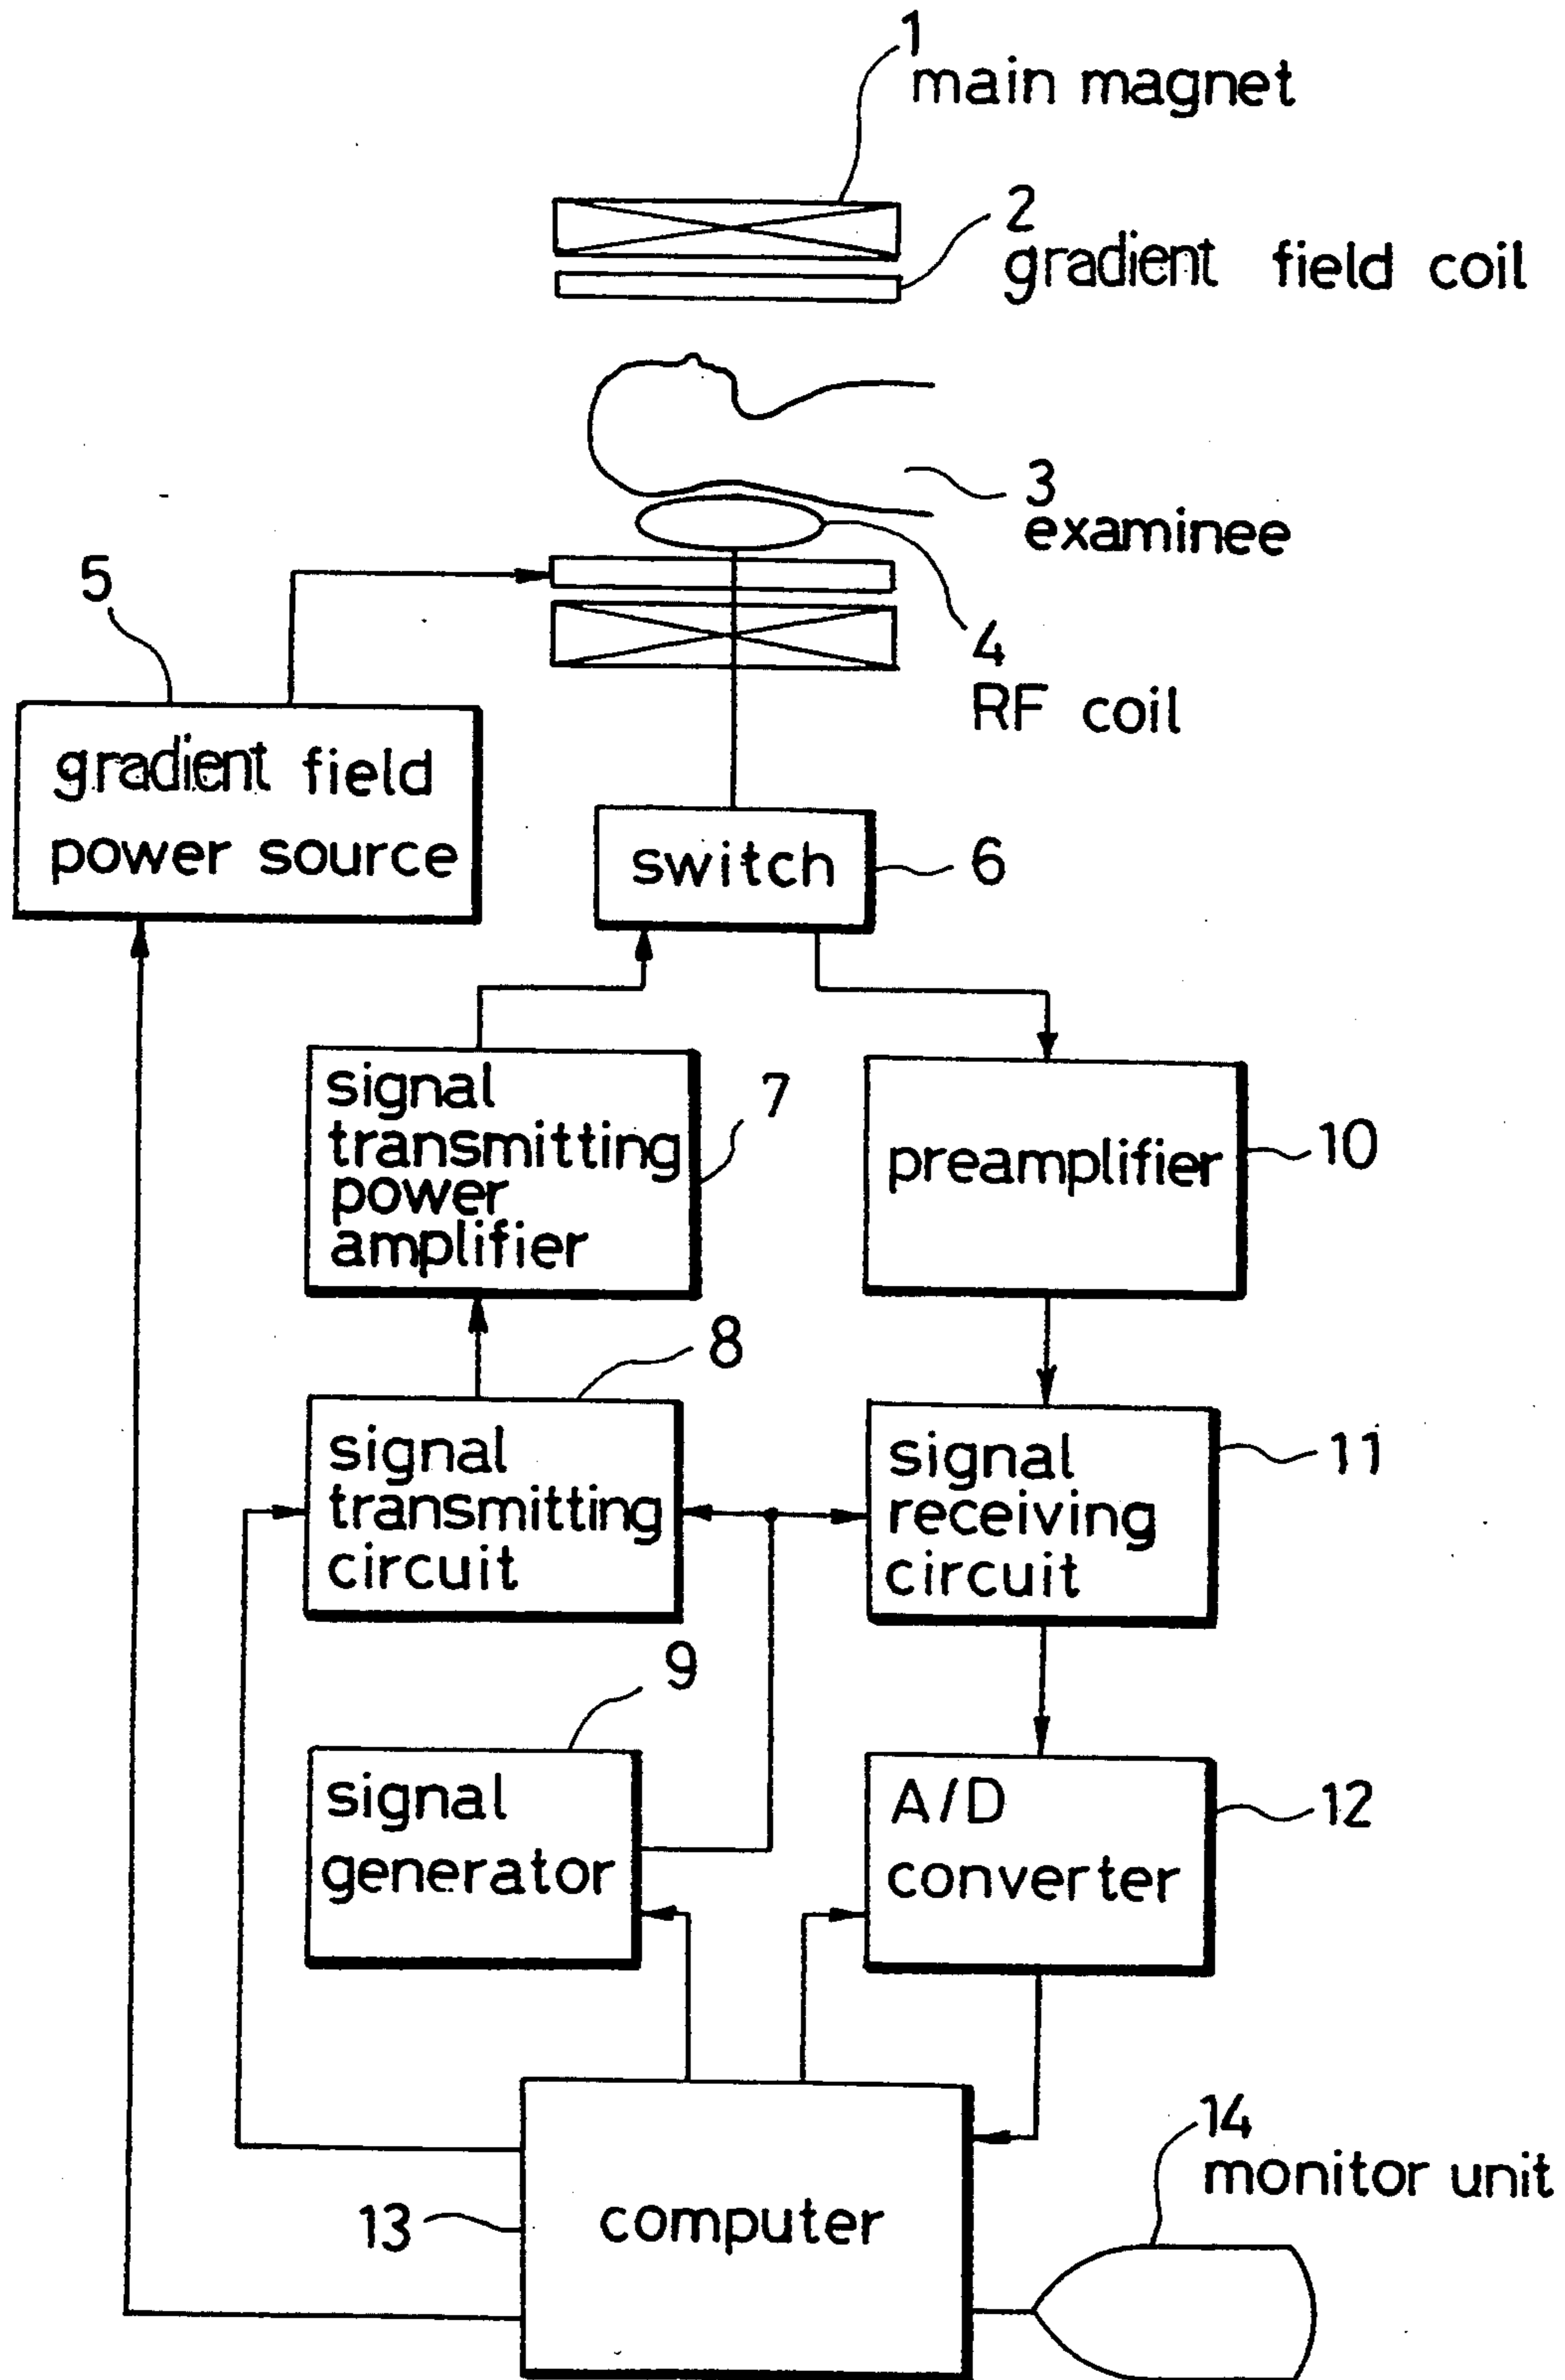 1
main magnet
2
gradient field coil
3
examinee
4
RF coil
5
gradient field
power source
switch
6
signal
transmitting
power
amplifier
7
preamplifier
10
8
signal
transmitting
circuit
signal
receiving
circuit
11
9
signal
generator
A/D
converter
12
13
computer
14
monitor unit